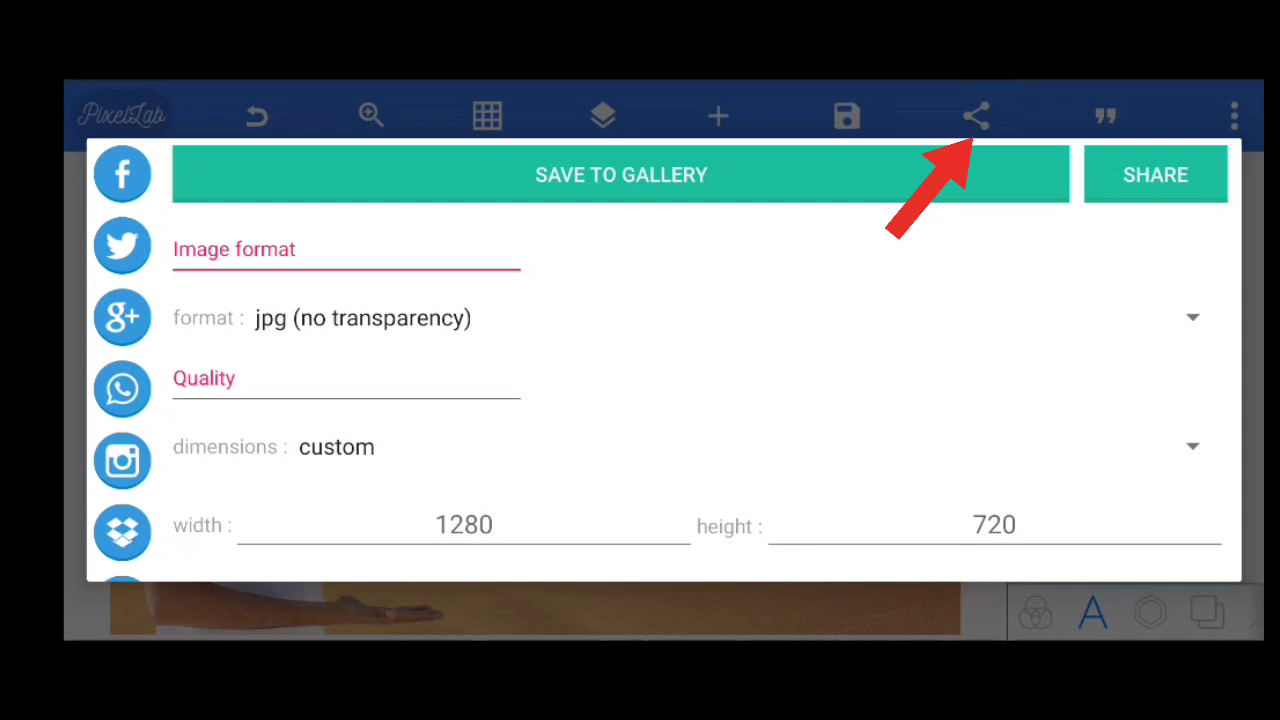 PixelLab
SAVE TO GALLERY
SHARE
Image format
format : jpg (no transparency)
Quality
dimensions : custom
width : 1280 height : 720